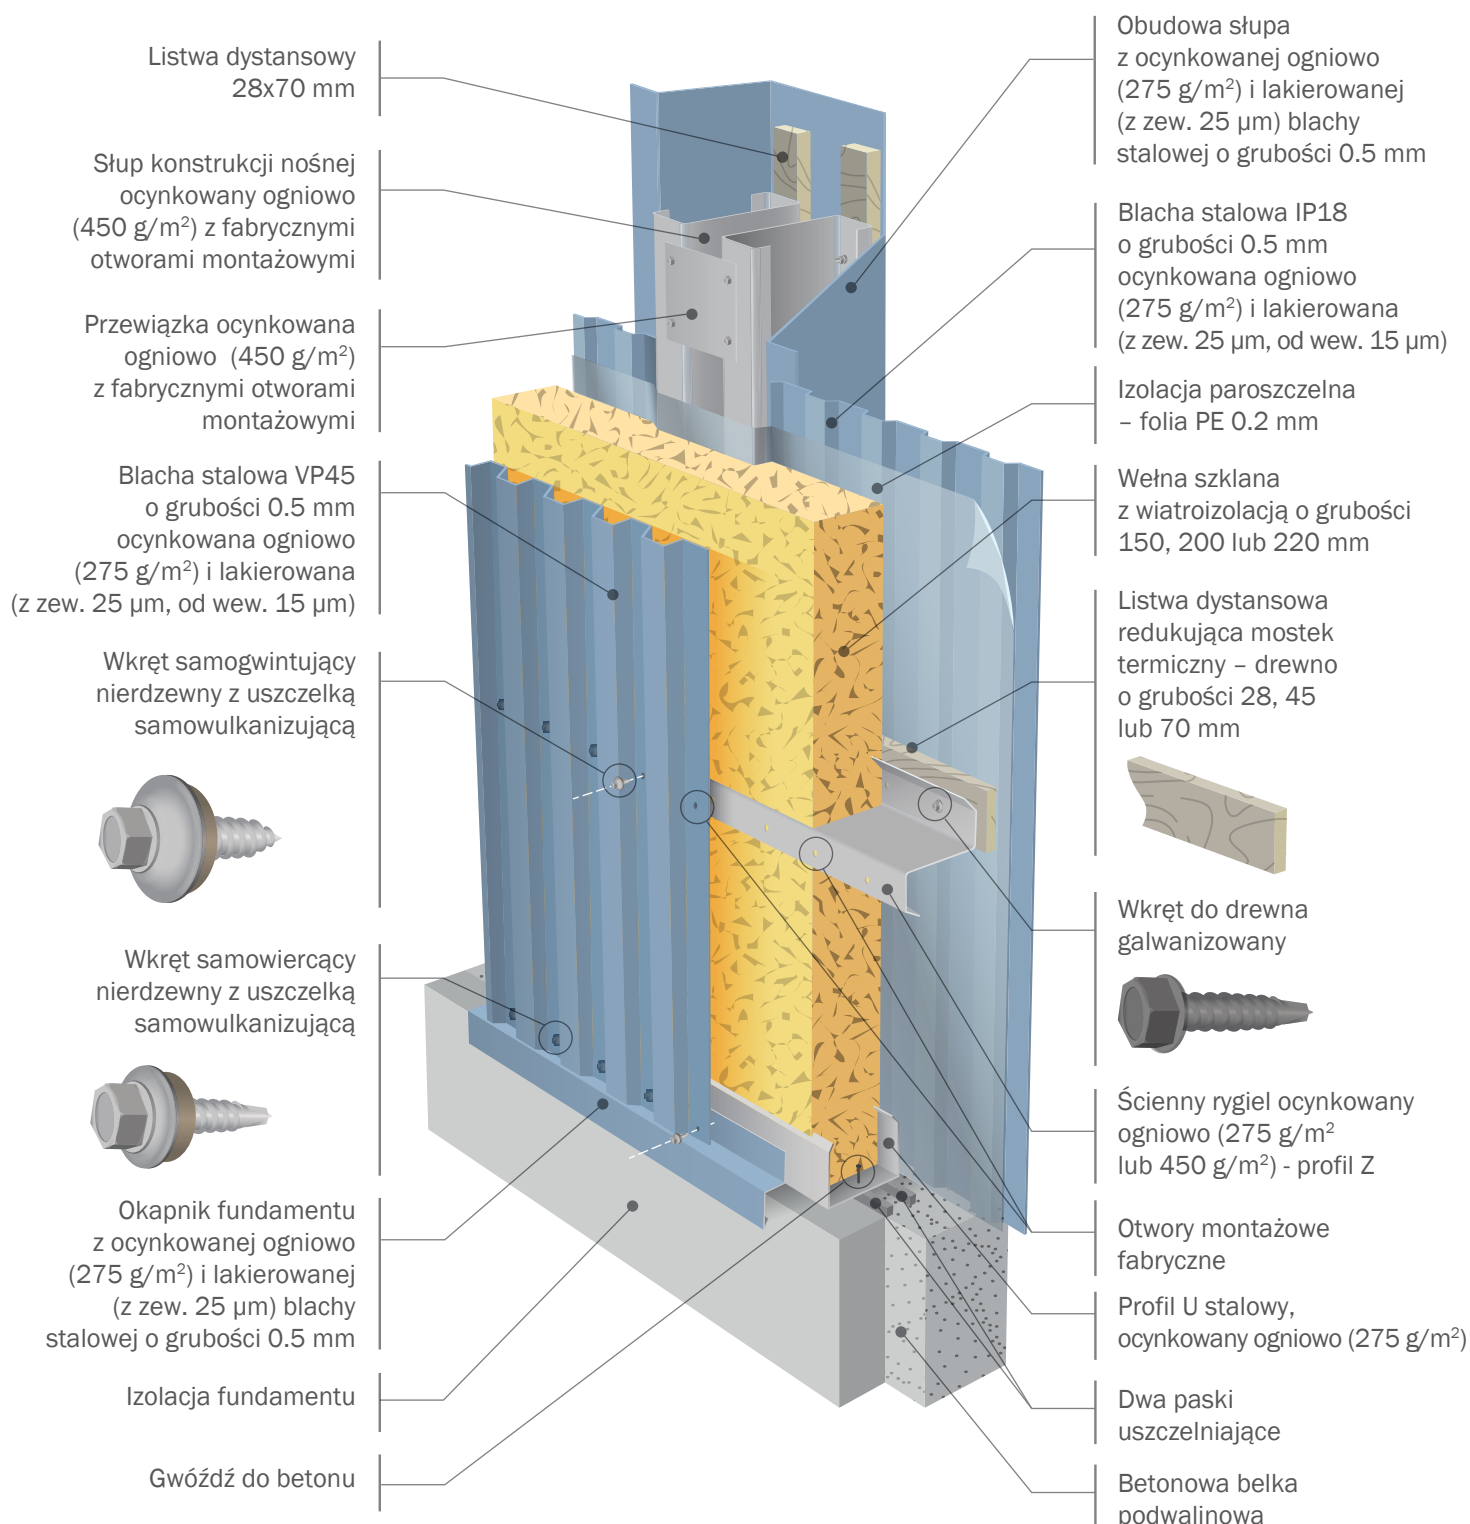 Listwa dystansowy
28x70 mm
Słup konstrukcji nośnej
ocynkowany ogniowo
(450 g/m²) z fabrycznymi
otworami montażowymi
Przewiązka ocynkowana
ogniowo (450 g/m²)
z fabrycznymi otworami
montażowymi
Blacha stalowa VP45
o grubości 0.5 mm
ocynkowana ogniowo
(275 g/m²) i lakierowana
(z zew. 25 µm, od wew. 15 µm)
Wkręt samogwintujący
nierdzewny z uszczelką
samowulkanizującą
Wkręt samowiercący
nierdzewny z uszczelką
samowulkanizującą
Okapnik fundamentu
z ocynkowanej ogniowo
(275 g/m²) i lakierowanej
(z zew. 25 µm) blachy
stalowej o grubości 0.5 mm
Izolacja fundamentu
Gwóźdź do betonu
Obudowa słupa
z ocynkowanej ogniowo
(275 g/m²) i lakierowanej
(z zew. 25 µm) blachy
stalowej o grubości 0.5 mm
Blacha stalowa IP18
o grubości 0.5 mm
ocynkowana ogniowo
(275 g/m²) i lakierowana
(z zew. 25 µm, od wew. 15 µm)
Izolacja paroszczelna
– folia PE 0.2 mm
Wełna szklana
z wiatroizolacją o grubości
150, 200 lub 220 mm
Listwa dystansowa
redukująca mostek
termiczny – drewno
o grubości 28, 45
lub 70 mm
Wkręt do drewna
galwanizowany
Ścienny rygiel ocynkowany
ogniowo (275 g/m²
lub 450 g/m²) - profil Z
Otwory montażowe
fabryczne
Profil U stalowy,
ocynkowany ogniowo (275 g/m²)
Dwa paski
uszczelniające
Betonowa belka
podwalinowa